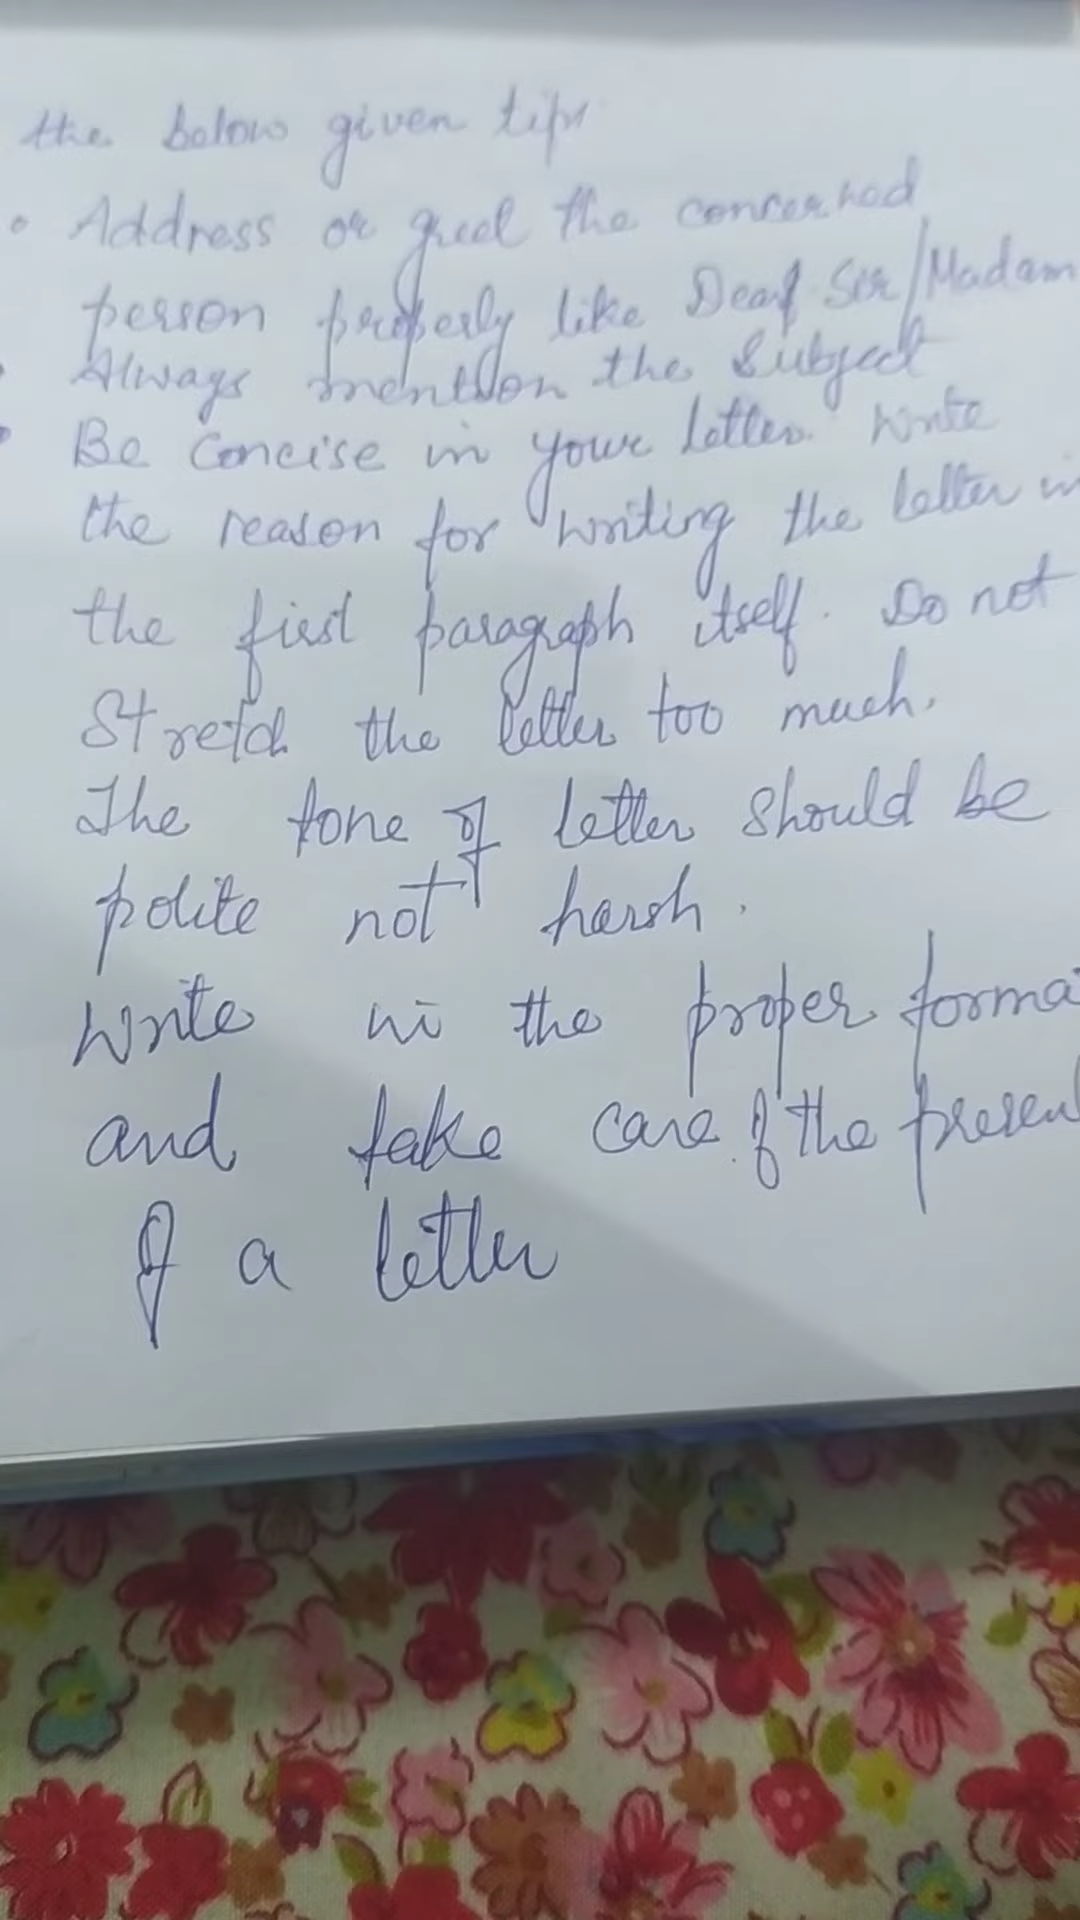 the below given tips
• Address or greet the concerned
person properly like Dear Sir/Madam
Always mention the Subject
Be Concise in your letter. Write
the reason for writing the letter in
the first paragraph itself. Do not
Stretch the letter too much.
The tone of letter should be
polite not harsh.
Write in the proper forma
and take care of the presen
of a letter